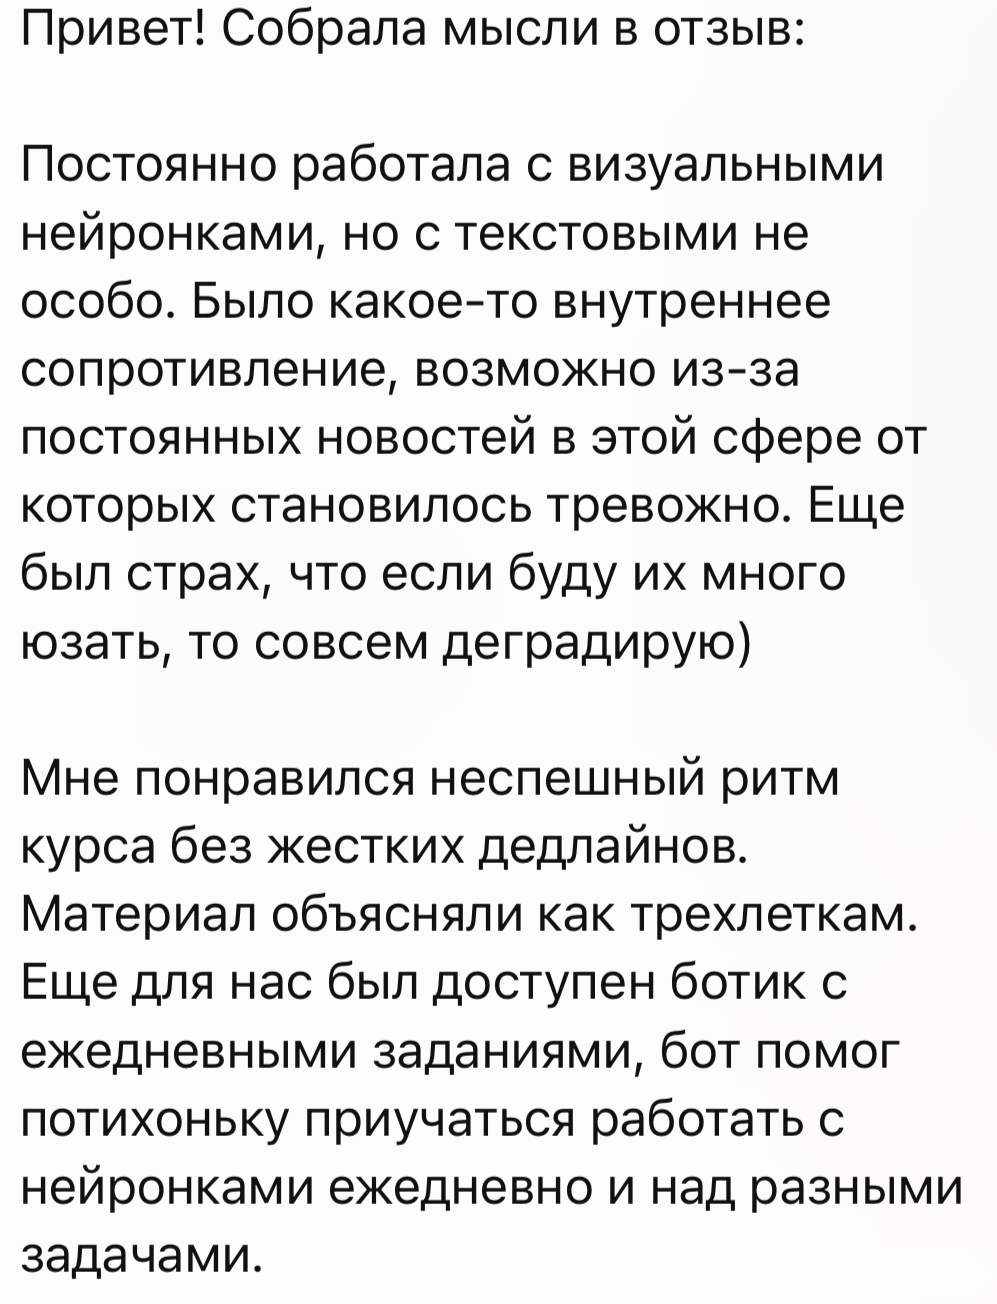 Привет! Собрала мысли в отзыв:
Постоянно работала с визуальными
нейронками, но с текстовыми не
особо. Было какое-то внутреннее
сопротивление, возможно из-за
постоянных новостей в этой сфере от
которых становилось тревожно. Еще
был страх, что если буду их много
юзать, то совсем деградирую)
Мне понравился неспешный ритм
курса без жестких дедлайнов.
Материал объясняли как трехлеткам.
Еще для нас был доступен ботик с
ежедневными заданиями, бот помог
потихоньку приучаться работать с
нейронками ежедневно и над разными
задачами.